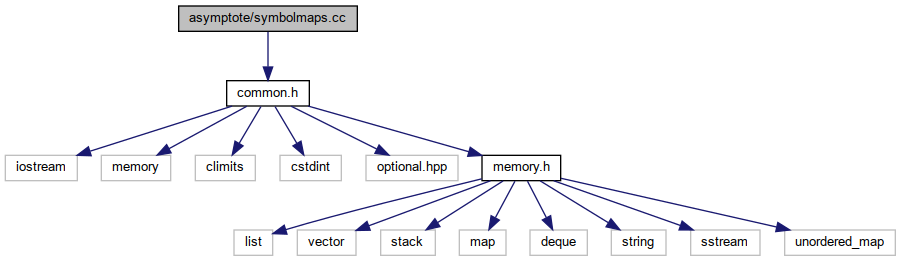 asymptote/symbolmaps.cc
common.h
iostream
memory
climits
cstdint
optional.hpp
memory.h
list
vector
stack
map
deque
string
sstream
unordered_map